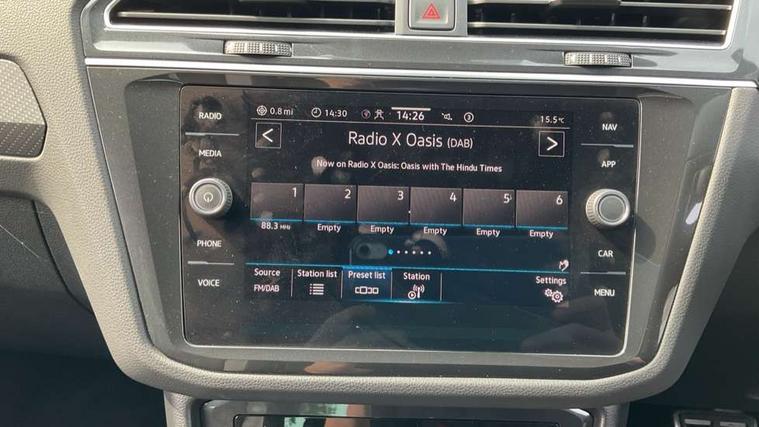 RADIO
MEDIA
PHONE
VOICE
0.8 mi 14:30 14:26 3 15.5°C
< Radio X Oasis (DAB) >
Now on Radio X Oasis: Oasis with The Hindu Times
1 2 3 4 5 6
88.3 MHz Empty Empty Empty Empty Empty
Source Station list Preset list Station Settings
FM/DAB
NAV
APP
CAR
MENU